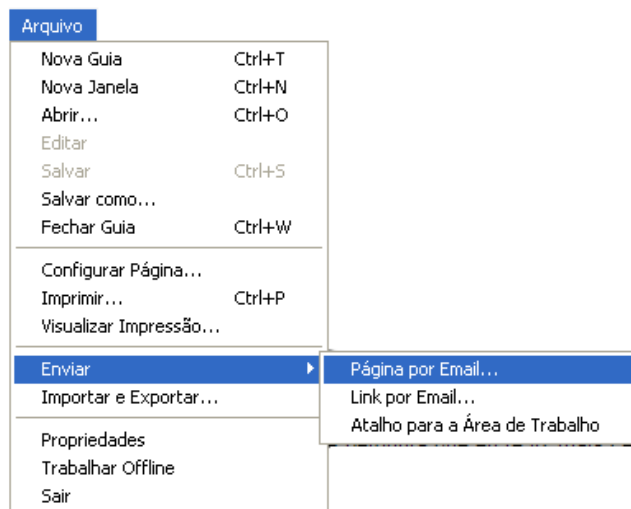 Arquivo
Nova Guia Ctrl+T
Nova Janela Ctrl+N
Abrir... Ctrl+O
Editar
Salvar Ctrl+S
Salvar como...
Fechar Guia Ctrl+W
Configurar Página...
Imprimir... Ctrl+P
Visualizar Impressão...
Enviar
Importar e Exportar...
Propriedades
Trabalhar Offline
Sair
Página por Email...
Link por Email...
Atalho para a Área de Trabalho